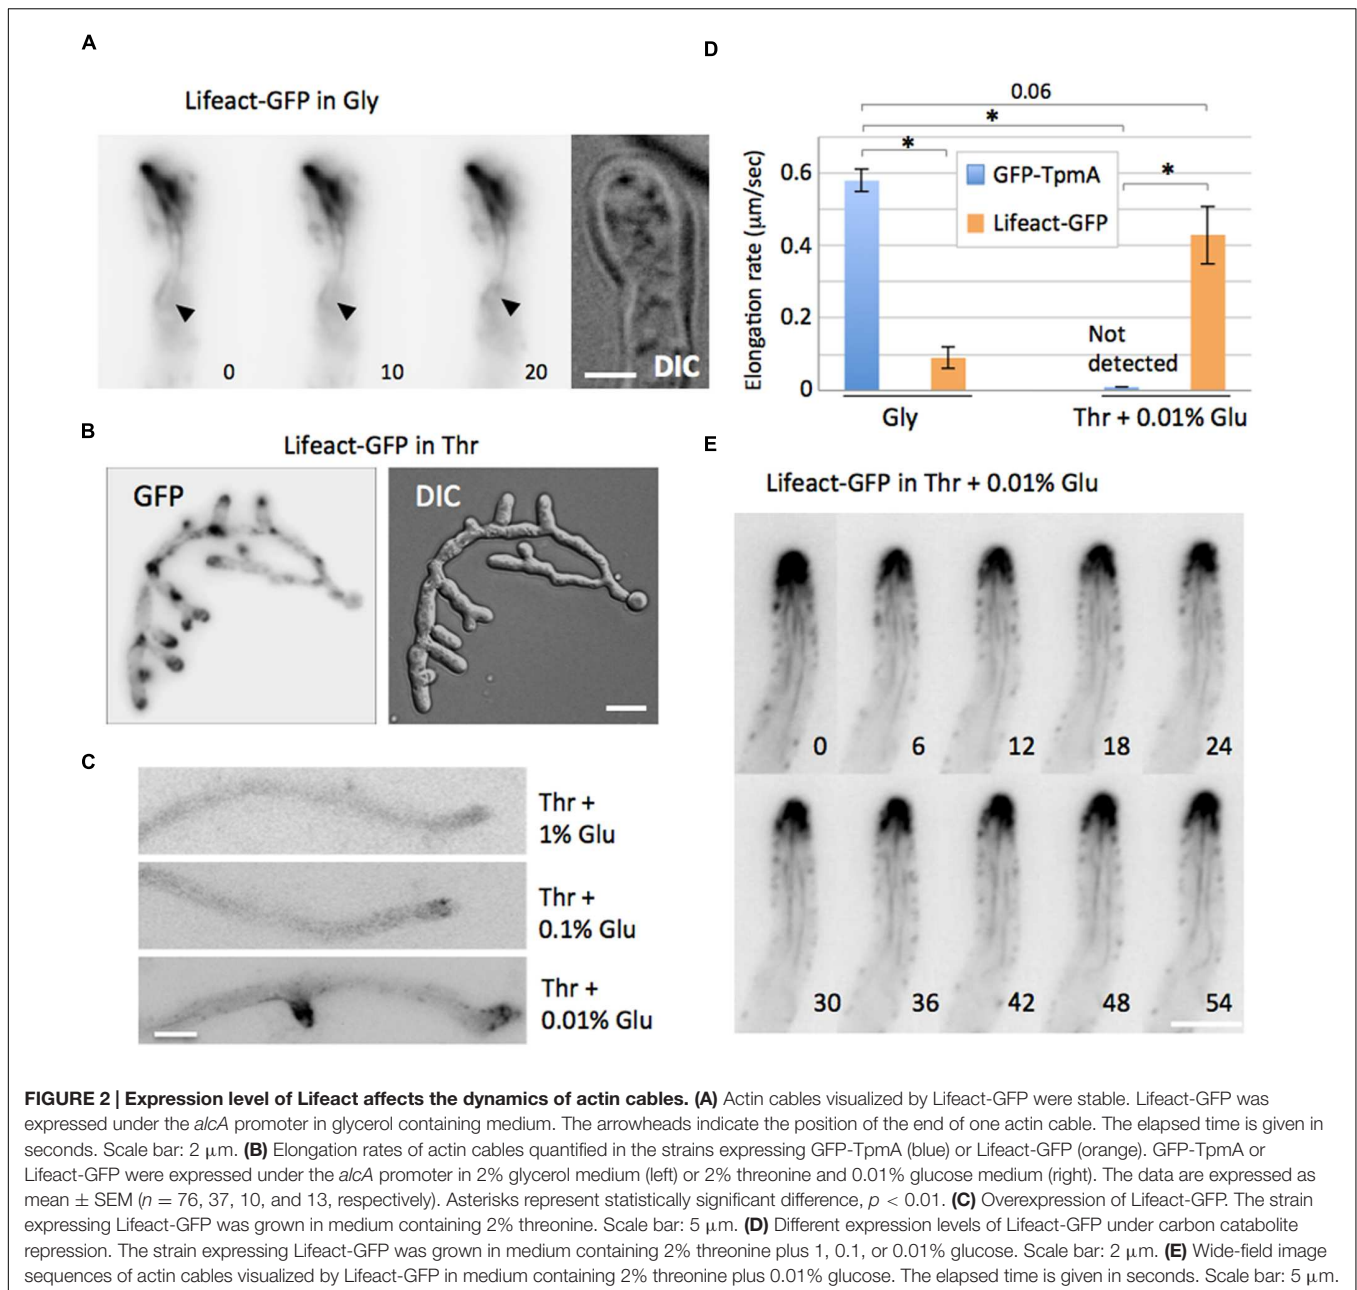 A
Lifeact-GFP in Gly
0
10
20
DIC
B
Lifeact-GFP in Thr
GFP
DIC
C
Thr +
1% Glu
Thr +
0.1% Glu
Thr +
0.01% Glu
D
0.06
*
*
*
Elongation rate (μm/sec)
0.6
0.4
0.2
0
GFP-TpmA
Lifeact-GFP
Not
detected
Gly
Thr + 0.01% Glu
E
Lifeact-GFP in Thr + 0.01% Glu
0
6
12
18
24
30
36
42
48
54
FIGURE 2 | Expression level of Lifeact affects the dynamics of actin cables. (A) Actin cables visualized by Lifeact-GFP were stable. Lifeact-GFP was
expressed under the alcA promoter in glycerol containing medium. The arrowheads indicate the position of the end of one actin cable. The elapsed time is given in
seconds. Scale bar: 2 μm. (B) Elongation rates of actin cables quantified in the strains expressing GFP-TpmA (blue) or Lifeact-GFP (orange). GFP-TpmA or
Lifeact-GFP were expressed under the alcA promoter in 2% glycerol medium (left) or 2% threonine and 0.01% glucose medium (right). The data are expressed as
mean ± SEM (n = 76, 37, 10, and 13, respectively). Asterisks represent statistically significant difference, p < 0.01. (C) Overexpression of Lifeact-GFP. The strain
expressing Lifeact-GFP was grown in medium containing 2% threonine. Scale bar: 5 μm. (D) Different expression levels of Lifeact-GFP under carbon catabolite
repression. The strain expressing Lifeact-GFP was grown in medium containing 2% threonine plus 1, 0.1, or 0.01% glucose. Scale bar: 2 μm. (E) Wide-field image
sequences of actin cables visualized by Lifeact-GFP in medium containing 2% threonine plus 0.01% glucose. The elapsed time is given in seconds. Scale bar: 5 μm.